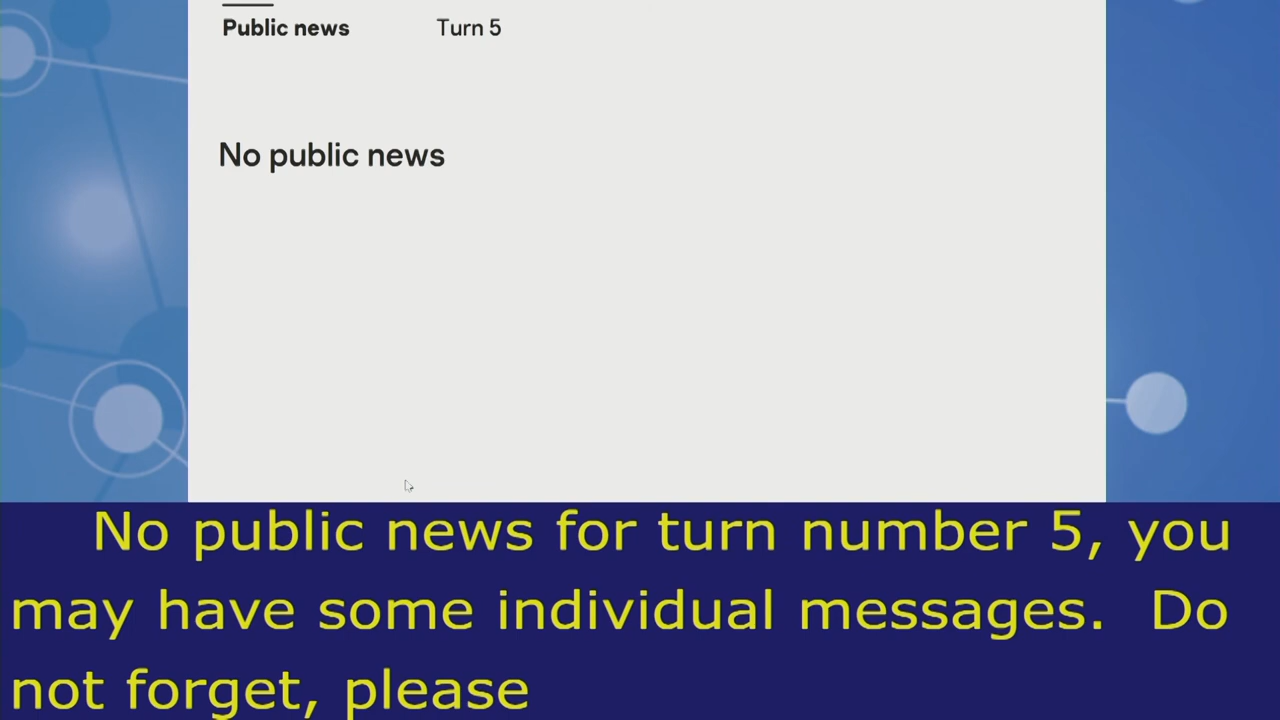 Public news Turn 5
No public news
No public news for turn number 5, you
may have some individual messages.  Do
not forget, please